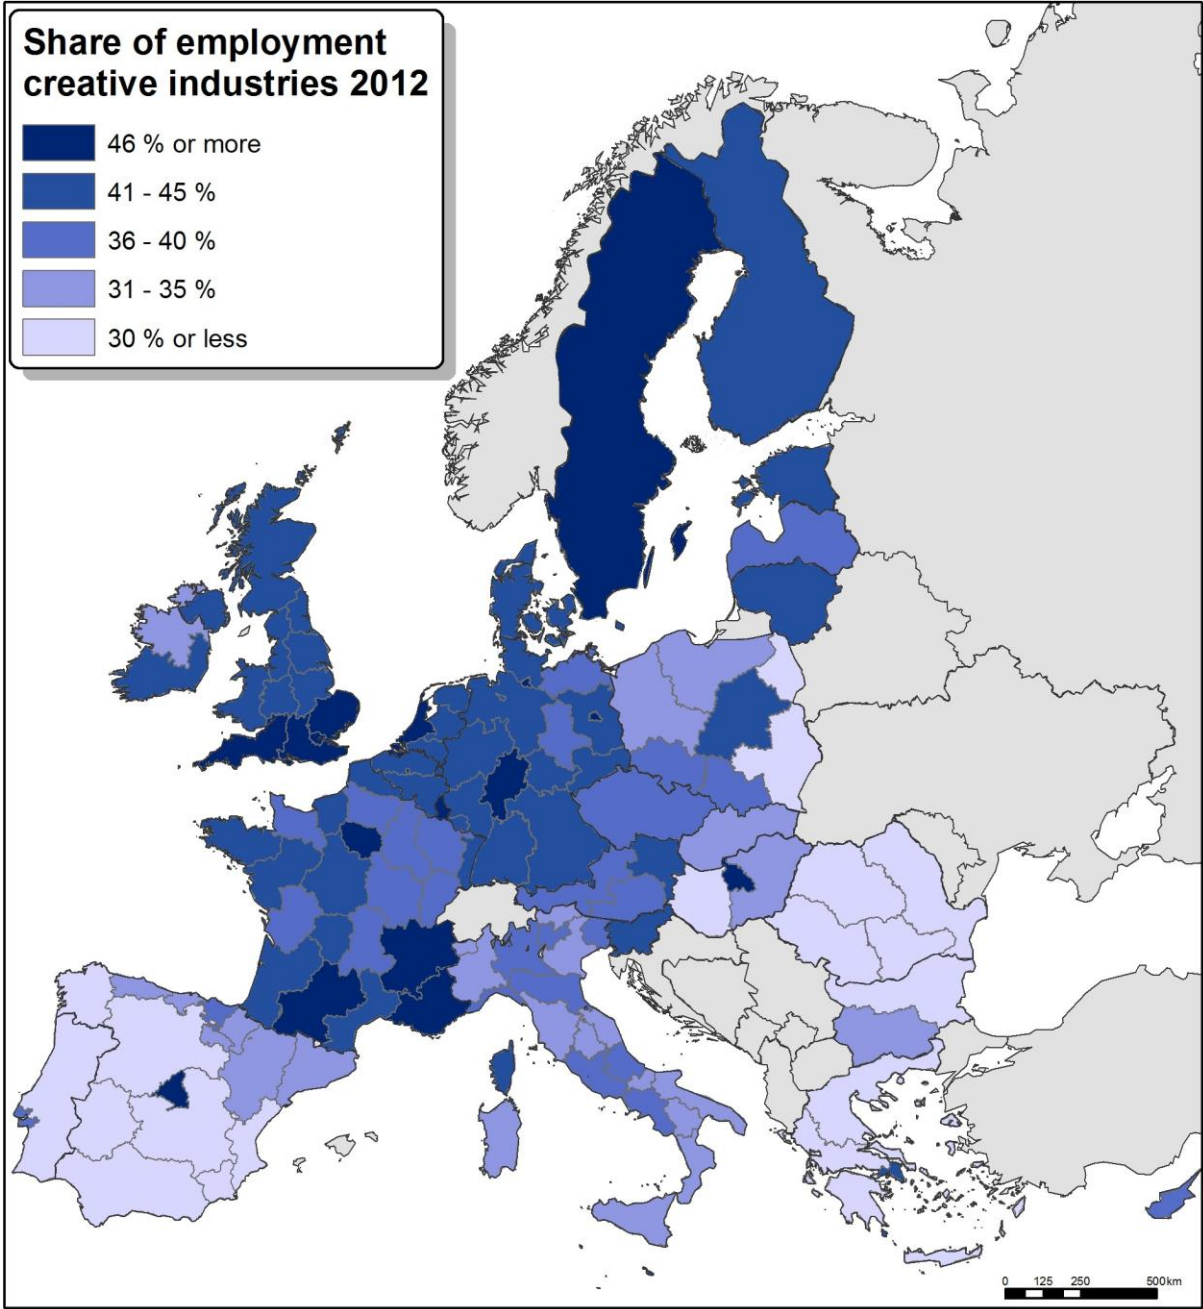 Share of employment
creative industries 2012
46 % or more
41 - 45 %
36 - 40 %
31 - 35 %
30 % or less
0 125 250 500km